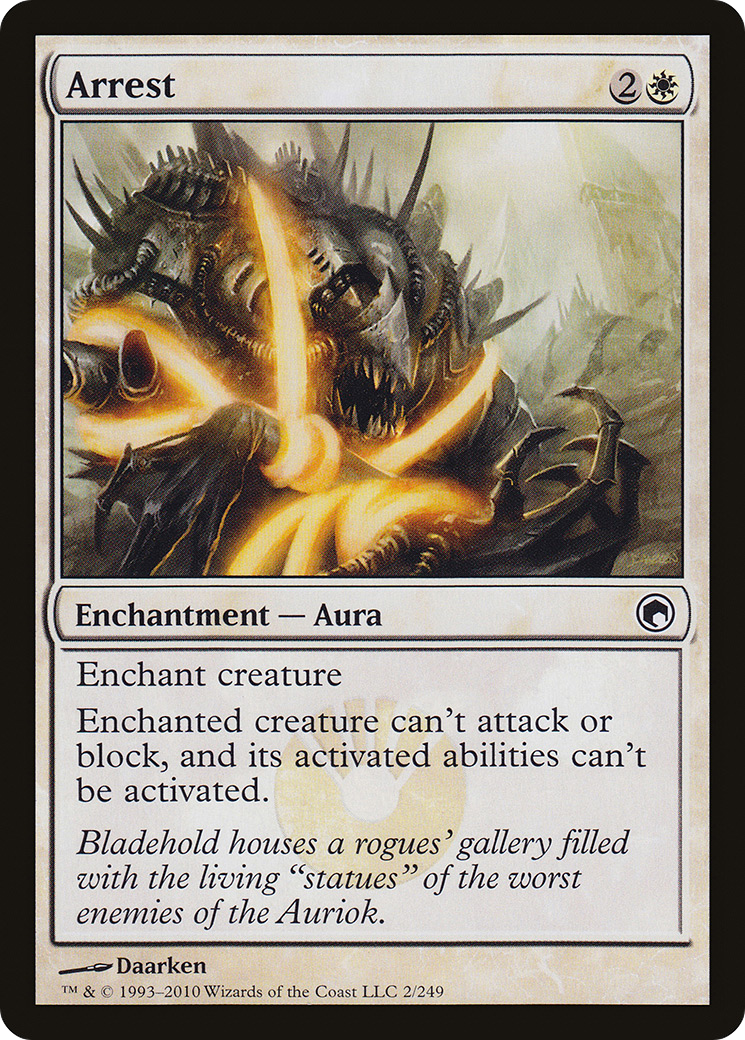 Arrest 2
Enchantment — Aura
Enchant creature
Enchanted creature can't attack or
block, and its activated abilities can't
be activated.
Bladehold houses a rogues' gallery filled
with the living “statues” of the worst
enemies of the Auriok.
Daarken
™ & © 1993–2010 Wizards of the Coast LLC 2/249